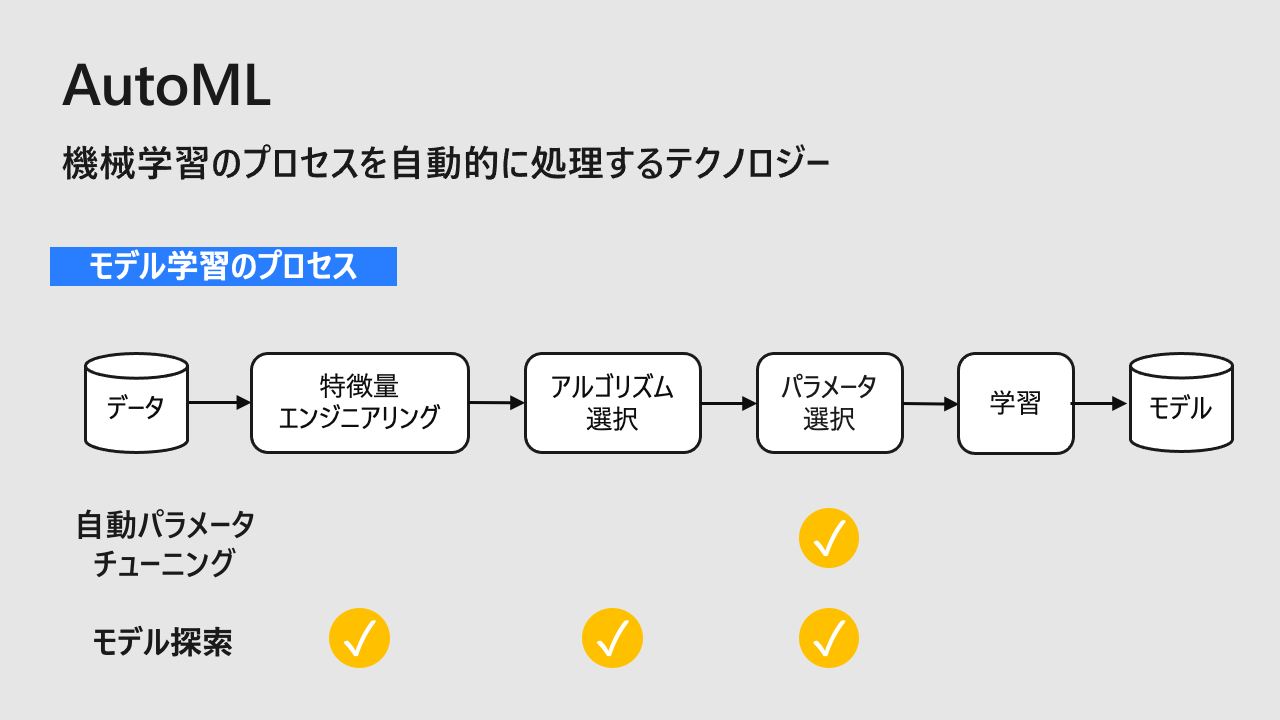 AutoML
機械学習のプロセスを自動的に処理するテクノロジー
モデル学習のプロセス
データ
特徴量
エンジニアリング
アルゴリズム
選択
パラメータ
選択
学習
モデル
自動パラメータ
チューニング
モデル探索